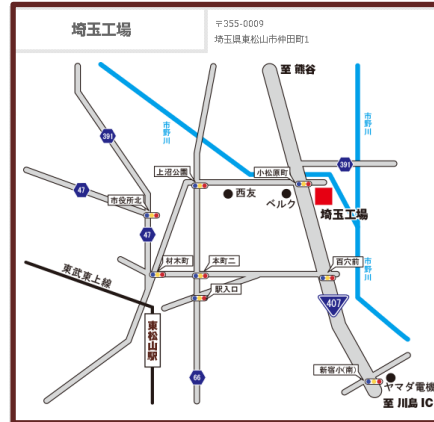 埼玉工場
〒355-0009
埼玉県東松山市仲田町1
至 熊谷
391
市野川
市野川
上沼公園
小松原町
391
47
市役所北
西友
ベルク
埼玉工場
47
市野川
東武東上線
材木町
本町二
百穴前
駅入口
407
東松山駅
新宿小(南)
66
ヤマダ電機
至 川島 IC